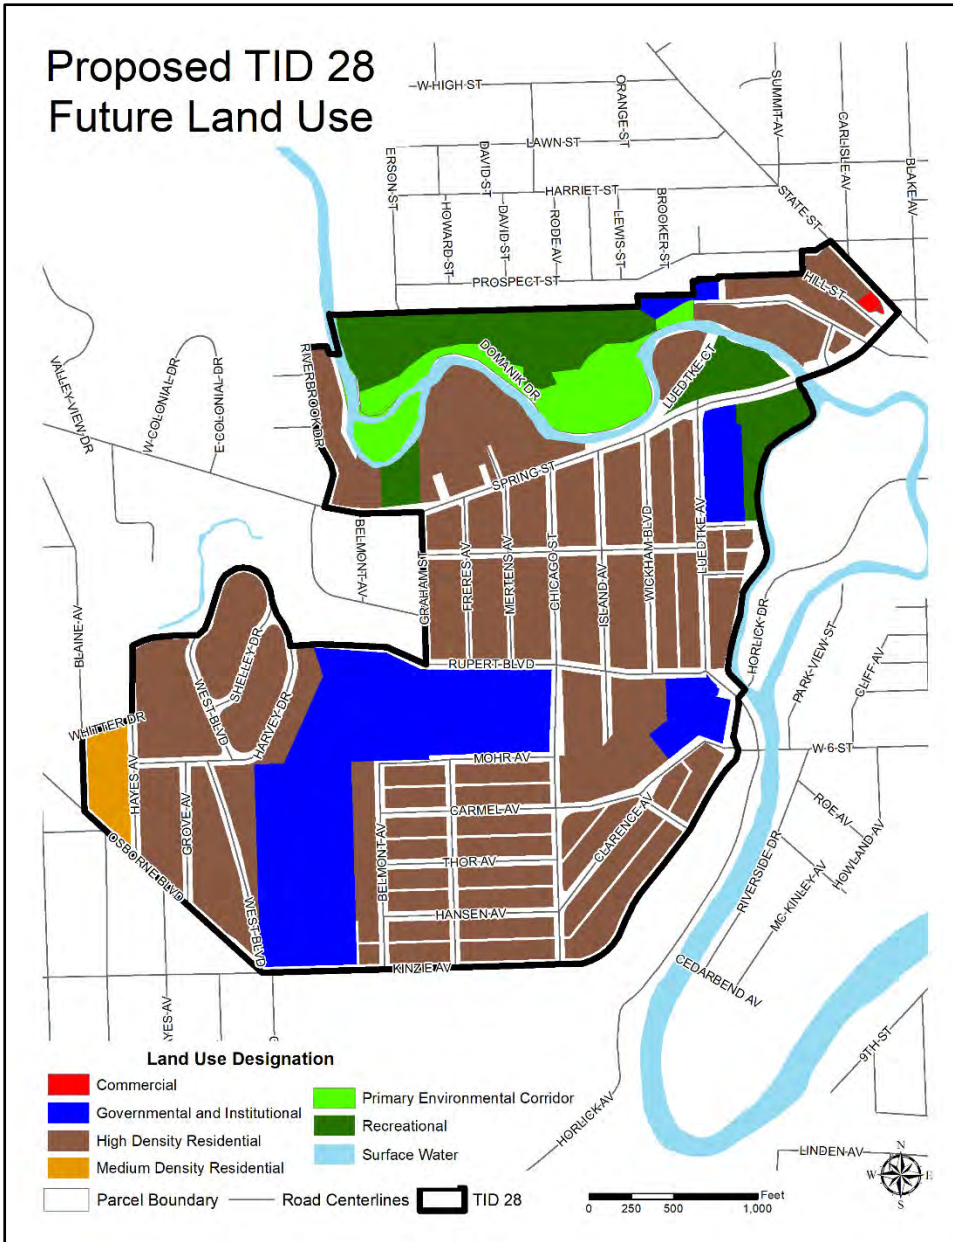 Proposed TID 28
Future Land Use
W HIGH ST
ORANGE ST
SUMMIT AV
CARLISLE AV
BLAKE AV
LAWN ST
ERSON ST
DAVID ST
HARRIET ST
STATE ST
HOWARD ST
DAVID ST
RODE AV
LEWIS ST
BROOKER ST
PROSPECT ST
HILL ST
VALLEY VIEW DR
W COLONIAL DR
E COLONIAL DR
RIVERBROOK DR
DOMANIK DR
LUEDTKE CT
SPRING ST
BELMONT AV
GRAHAM ST
FRERES AV
MERTENS AV
CHICAGO ST
ISLAND AV
WICKHAM BLVD
LUEDTKE AV
BLAINE AV
SHELLEY DR
WEST BLVD
HARVEY DR
RUPERT BLVD
HORLICK DR
PARK VIEW ST
CLIFF AV
WHITTER DR
HAYES AV
GROVE AV
MOHR AV
W 6 ST
CARMEL AV
CLARENCE AV
BELMONT AV
THOR AV
ROE AV
HOWLAND AV
RIVERSIDE DR
MC KINLEY AV
OSBORNE BLVD
WEST BLVD
HANSEN AV
KINZIE AV
CEDARBEND AV
YES AV
9TH ST
HORLICK AV
LINDEN AV
Land Use Designation
Commercial
Governmental and Institutional
High Density Residential
Medium Density Residential
Primary Environmental Corridor
Recreational
Surface Water
Parcel Boundary
Road Centerlines
TID 28
Feet
0 250 500 1,000
N
W E
S